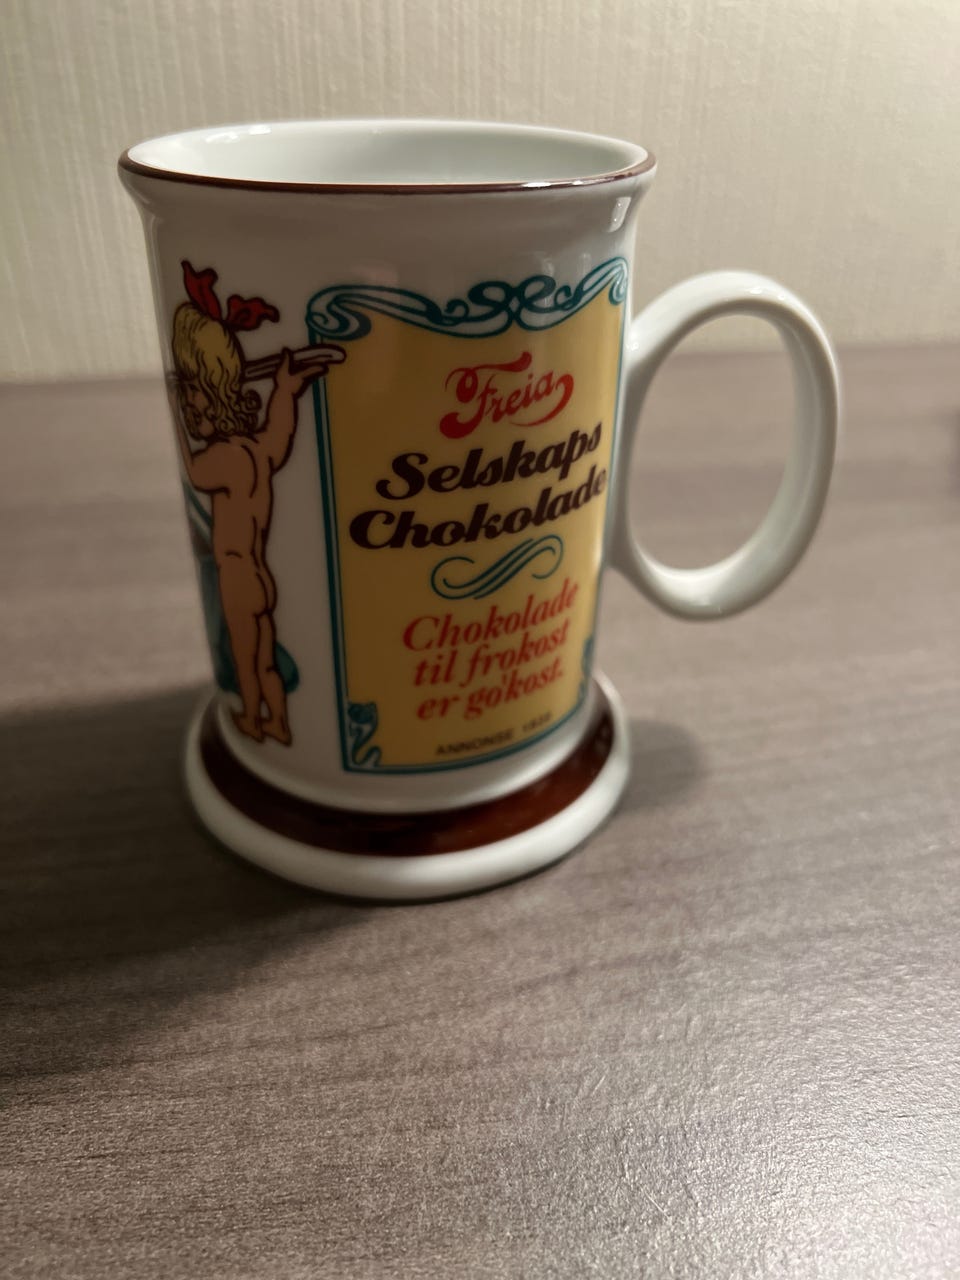 Freia
Selskaps
Chokolade
Chokolade
til frokost
er go'kost.
ANNONSE